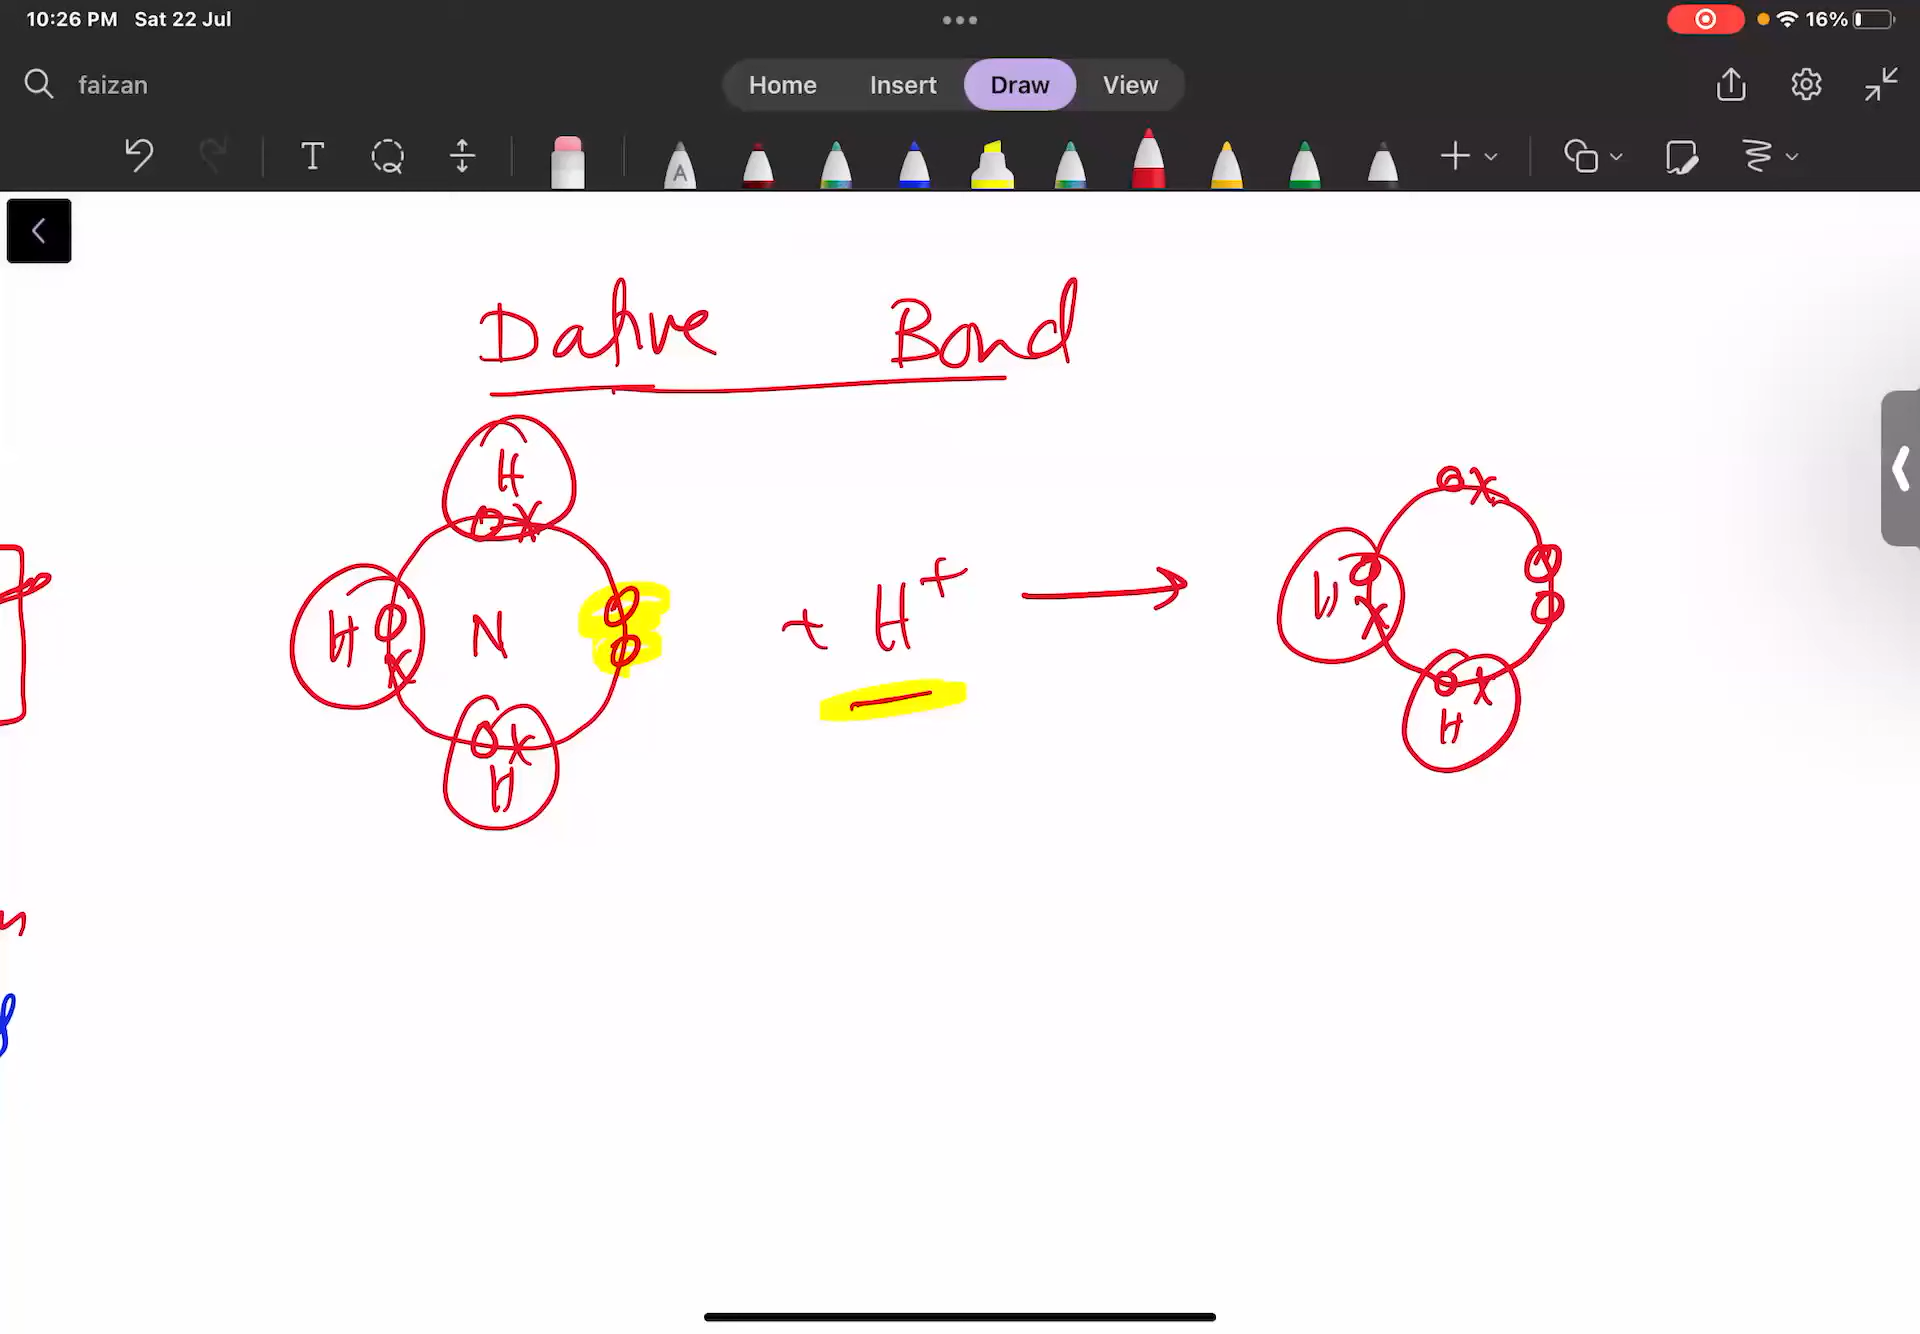 10:26 PM Sat 22 Jul
16%
faizan
Home Insert Draw View
T
A
Dative Bond
H
H N + H+ H
H H